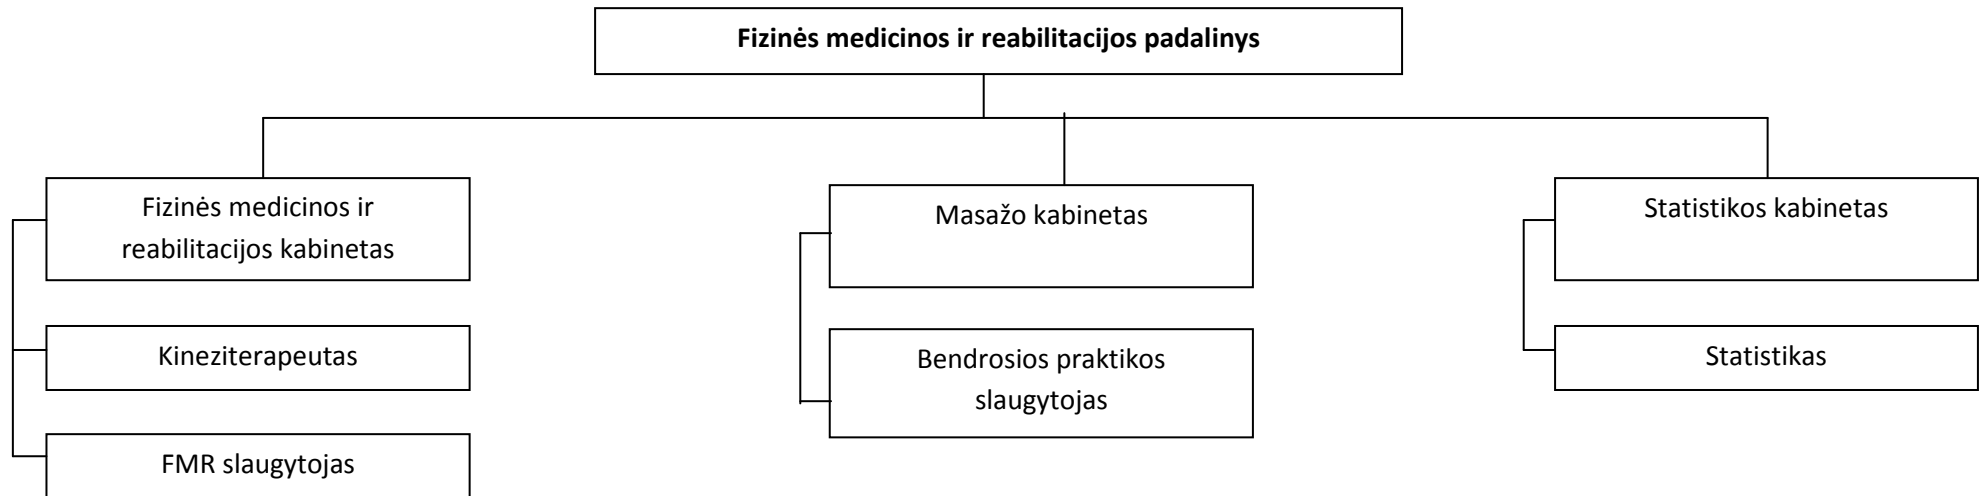 Fizinės medicinos ir reabilitacijos padalinys
Fizinės medicinos ir
reabilitacijos kabinetas
Kineziterapeutas
FMR slaugytojas
Masažo kabinetas
Bendrosios praktikos
slaugytojas
Statistikos kabinetas
Statistikas